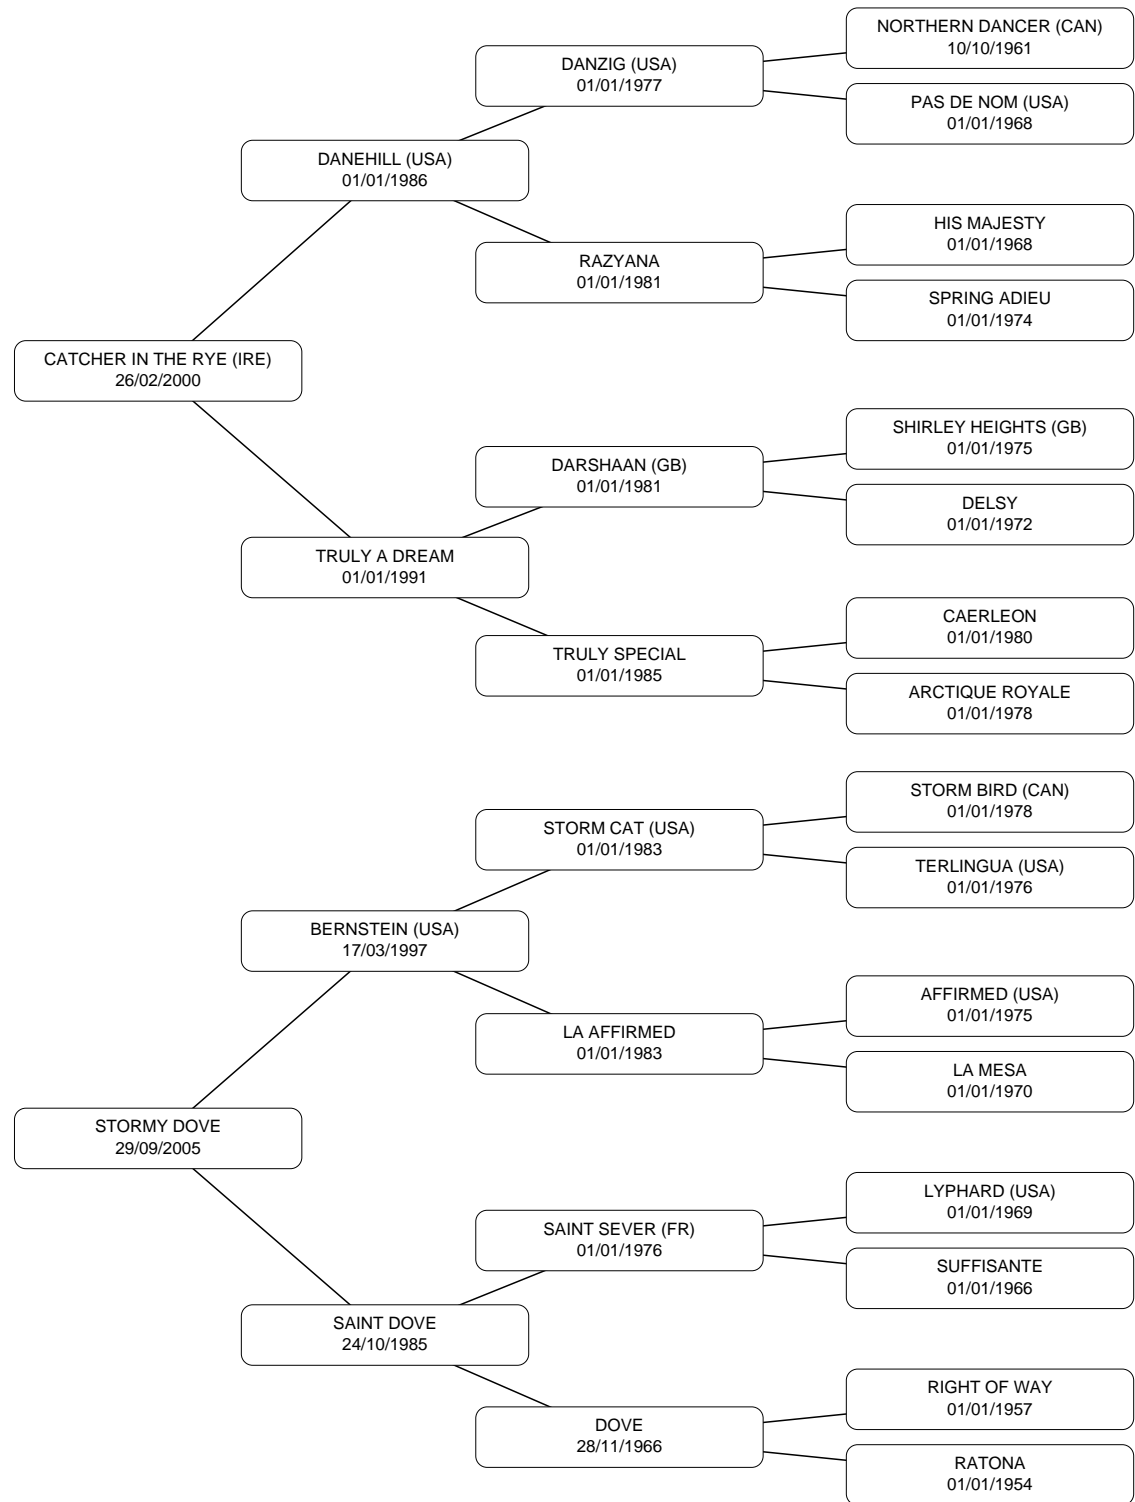 NORTHERN DANCER (CAN)
10/10/1961
DANZIG (USA)
01/01/1977
PAS DE NOM (USA)
01/01/1968
DANEHILL (USA)
01/01/1986
HIS MAJESTY
01/01/1968
RAZYANA
01/01/1981
SPRING ADIEU
01/01/1974
CATCHER IN THE RYE (IRE)
26/02/2000
SHIRLEY HEIGHTS (GB)
01/01/1975
DARSHAAN (GB)
01/01/1981
DELSY
01/01/1972
TRULY A DREAM
01/01/1991
CAERLEON
01/01/1980
TRULY SPECIAL
01/01/1985
ARCTIQUE ROYALE
01/01/1978
STORM BIRD (CAN)
01/01/1978
STORM CAT (USA)
01/01/1983
TERLINGUA (USA)
01/01/1976
BERNSTEIN (USA)
17/03/1997
AFFIRMED (USA)
01/01/1975
LA AFFIRMED
01/01/1983
LA MESA
01/01/1970
STORMY DOVE
29/09/2005
LYPHARD (USA)
01/01/1969
SAINT SEVER (FR)
01/01/1976
SUFFISANTE
01/01/1966
SAINT DOVE
24/10/1985
RIGHT OF WAY
01/01/1957
DOVE
28/11/1966
RATONA
01/01/1954